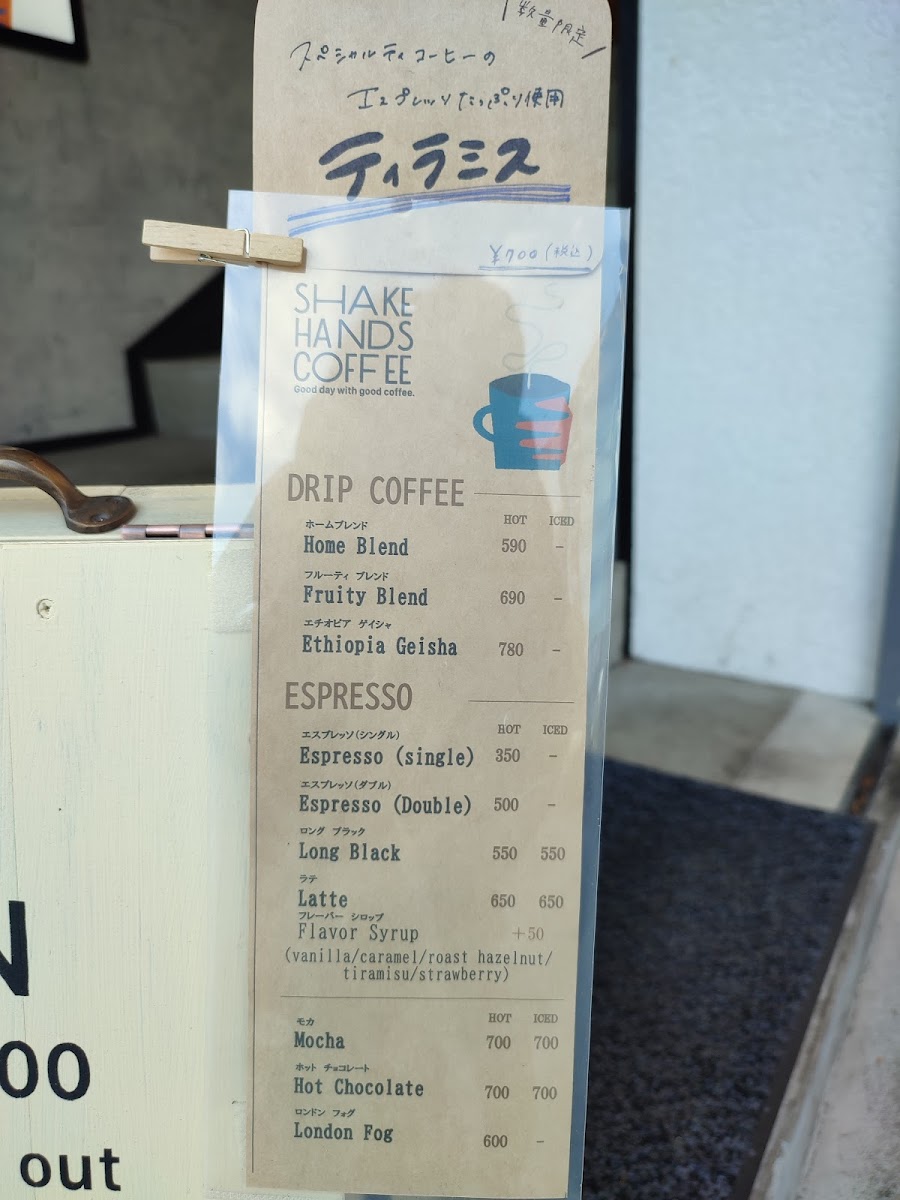 数量限定
スペシャルティコーヒーの
エスプレッソたっぷり使用
ティラミス
¥700(税込)
SHAKE
HANDS
COFFEE
Good day with good coffee.
DRIP COFFEE
HOT ICED
ホームブレンド
Home Blend 590 –
フルーティ ブレンド
Fruity Blend 690 –
エチオピア ゲイシャ
Ethiopia Geisha 780 –
ESPRESSO
HOT ICED
エスプレッソ(シングル)
Espresso (single) 350 –
エスプレッソ(ダブル)
Espresso (Double) 500 –
ロング ブラック
Long Black 550 550
ラテ
Latte 650 650
フレーバー シロップ
Flavor Syrup +50
(vanilla/caramel/roast hazelnut/
tiramisu/strawberry)
HOT ICED
モカ
Mocha 700 700
ホット チョコレート
Hot Chocolate 700 700
ロンドン フォグ
London Fog 600 –
N
00
out